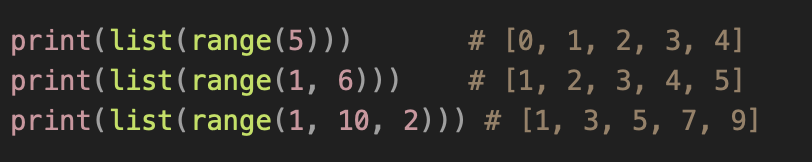 print(list(range(5)))       # [0, 1, 2, 3, 4]
print(list(range(1, 6)))    # [1, 2, 3, 4, 5]
print(list(range(1, 10, 2))) # [1, 3, 5, 7, 9]